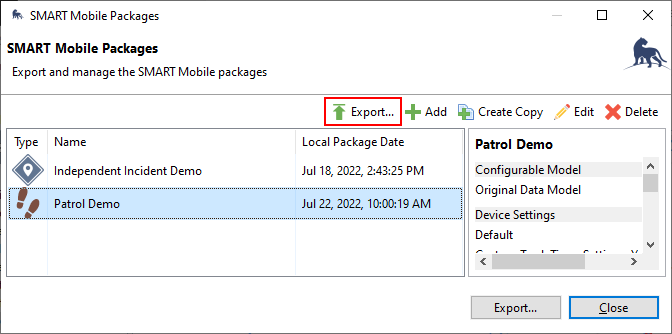 SMART Mobile Packages
SMART Mobile Packages
Export and manage the SMART Mobile packages
Export... Add Create Copy Edit Delete
Type Name Local Package Date
Independent Incident Demo Jul 18, 2022, 2:43:25 PM
Patrol Demo Jul 22, 2022, 10:00:19 AM
Patrol Demo
Configurable Model
Original Data Model
Device Settings
Default
Export... Close